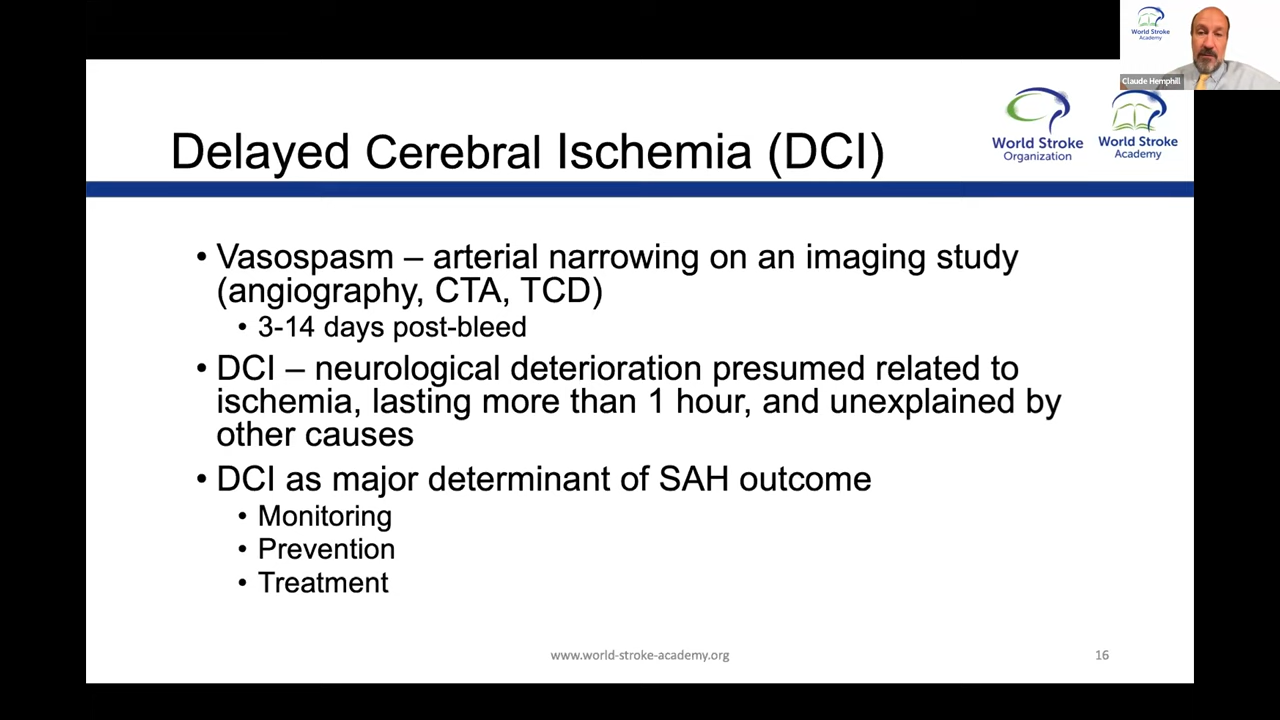 World Stroke
Academy
Claude Hemphill
World Stroke
Organization
World Stroke
Academy
Delayed Cerebral Ischemia (DCI)
• Vasospasm – arterial narrowing on an imaging study
(angiography, CTA, TCD)
• 3-14 days post-bleed
• DCI – neurological deterioration presumed related to
ischemia, lasting more than 1 hour, and unexplained by
other causes
• DCI as major determinant of SAH outcome
• Monitoring
• Prevention
• Treatment
www.world-stroke-academy.org
16